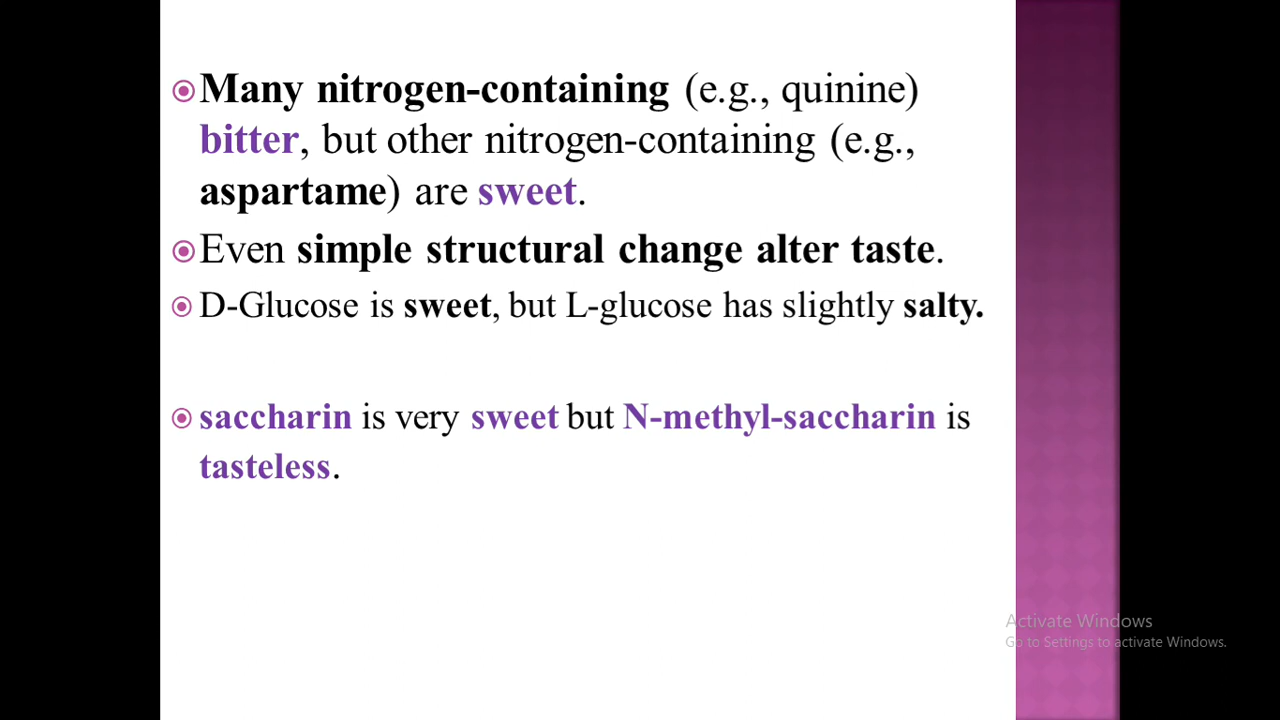 Many nitrogen-containing (e.g., quinine)
bitter, but other nitrogen-containing (e.g.,
aspartame) are sweet.
Even simple structural change alter taste.
D-Glucose is sweet, but L-glucose has slightly salty.
saccharin is very sweet but N-methyl-saccharin is
tasteless.
Activate Windows
Go to Settings to activate Windows.